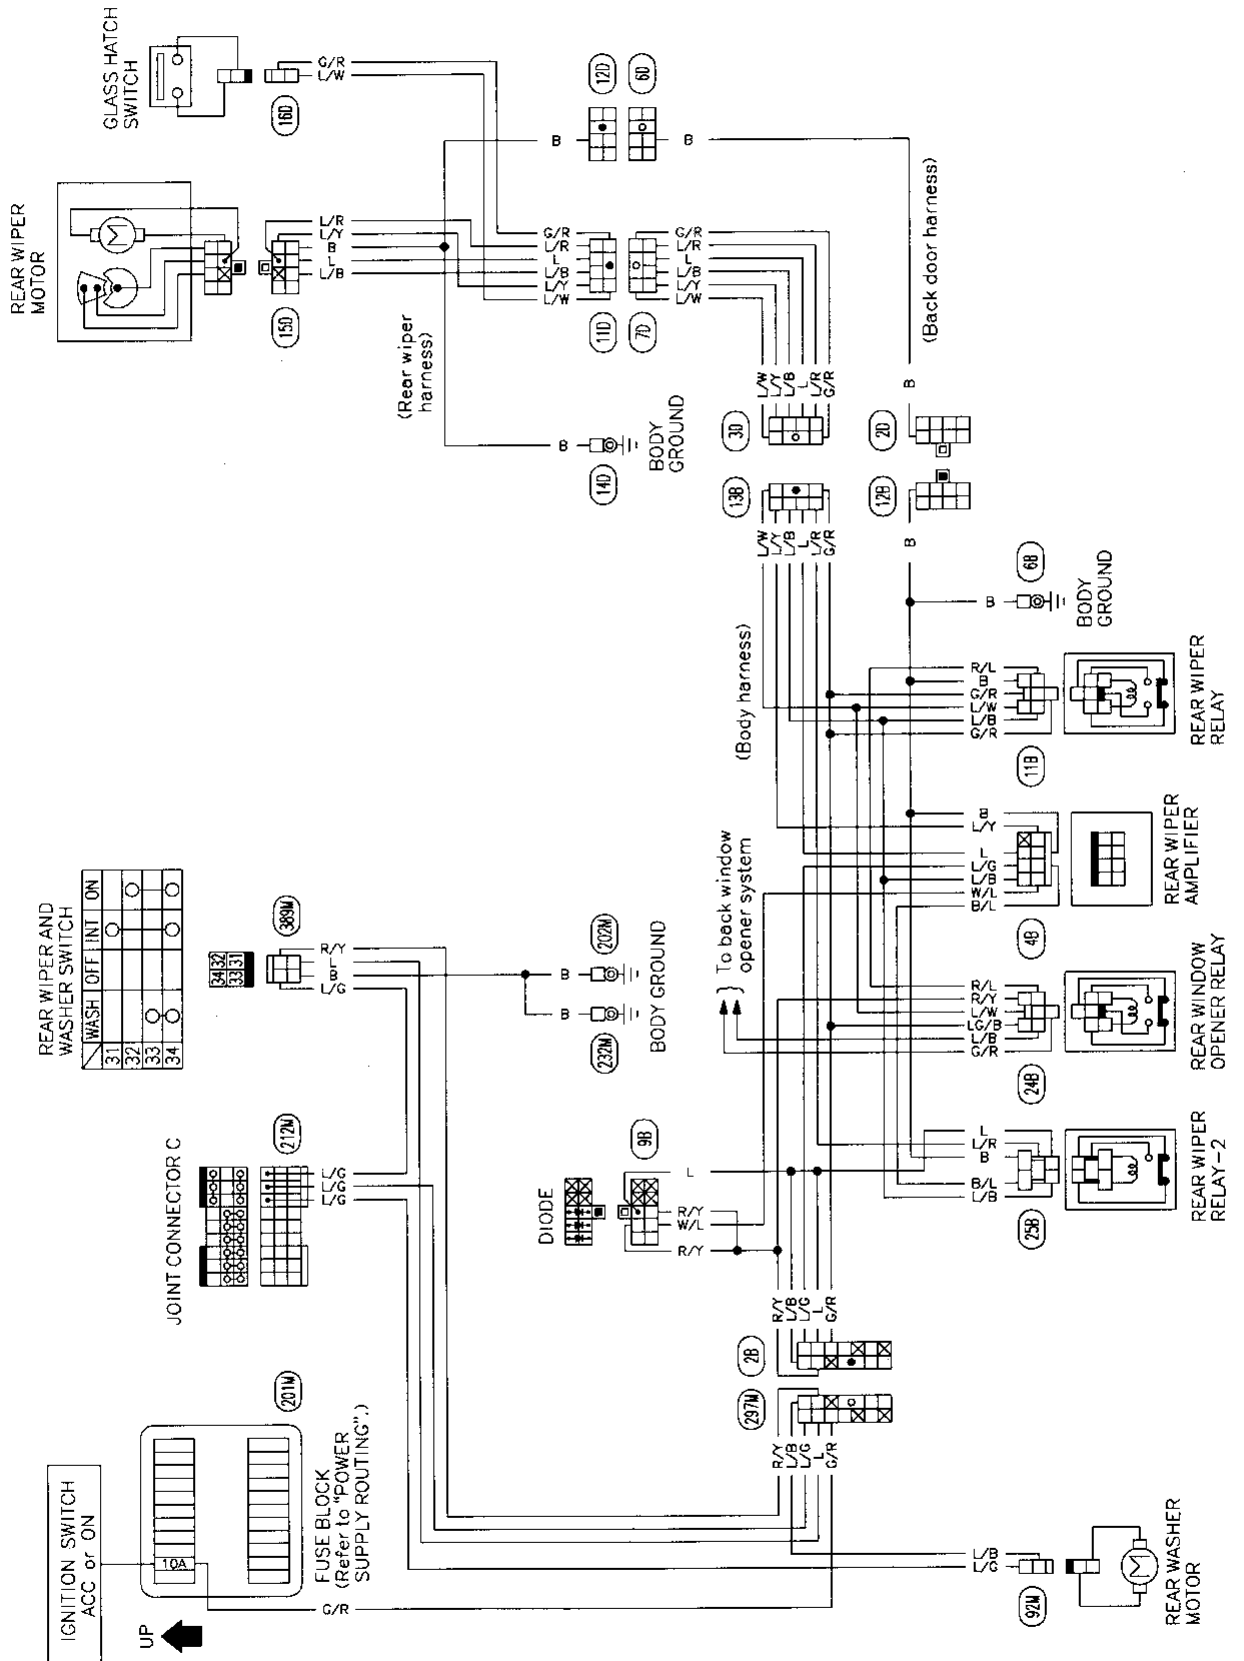 IGNITION SWITCH
ACC or ON
UP
10A
201M
FUSE BLOCK
(Refer to "POWER
SUPPLY ROUTING".)
G/R
JOINT CONNECTOR C
212M
L/G
L/G
L/G
REAR WIPER AND
WASHER SWITCH
WASH OFF INT ON
31
32
33
34
34 32
33 31
389M
R/Y
L
B
L/G
REAR WIPER
MOTOR
M
15D
L/R
L/Y
B
L
L/B
GLASS HATCH
SWITCH
16D
G/R
L/W
(Rear wiper
harness)
B
202M
B
232M
BODY GROUND
B
14D
BODY
GROUND
G/R
L/R
L
L/B
L/Y
L/W
11D
7D
G/R
L/R
L
L/B
L/Y
L/W
B
12D
6D
B
DIODE
9B
L
R/Y
W/L
R/Y
To back window
opener system
(Body harness)
(Back door harness)
R/Y
L/B
L/G
L
G/R
297M
2B
R/Y
L/B
L/G
L
G/R
L/W
L/Y
L/B
L
L/R
G/R
13B
3D
L/W
L/Y
L/B
L
L/R
G/R
B
12B
2D
B
L/B
L/G
92M
M
REAR WASHER
MOTOR
L
L/R
B
B/L
L/B
25B
REAR WIPER
RELAY-2
R/L
R/Y
L/W
LG/B
L/B
G/R
24B
REAR WINDOW
OPENER RELAY
B
L/Y
L
L/G
L/B
W/L
B/L
4B
REAR WIPER
AMPLIFIER
R/L
B
G/R
L/W
L/B
G/R
11B
REAR WIPER
RELAY
B
6B
BODY
GROUND